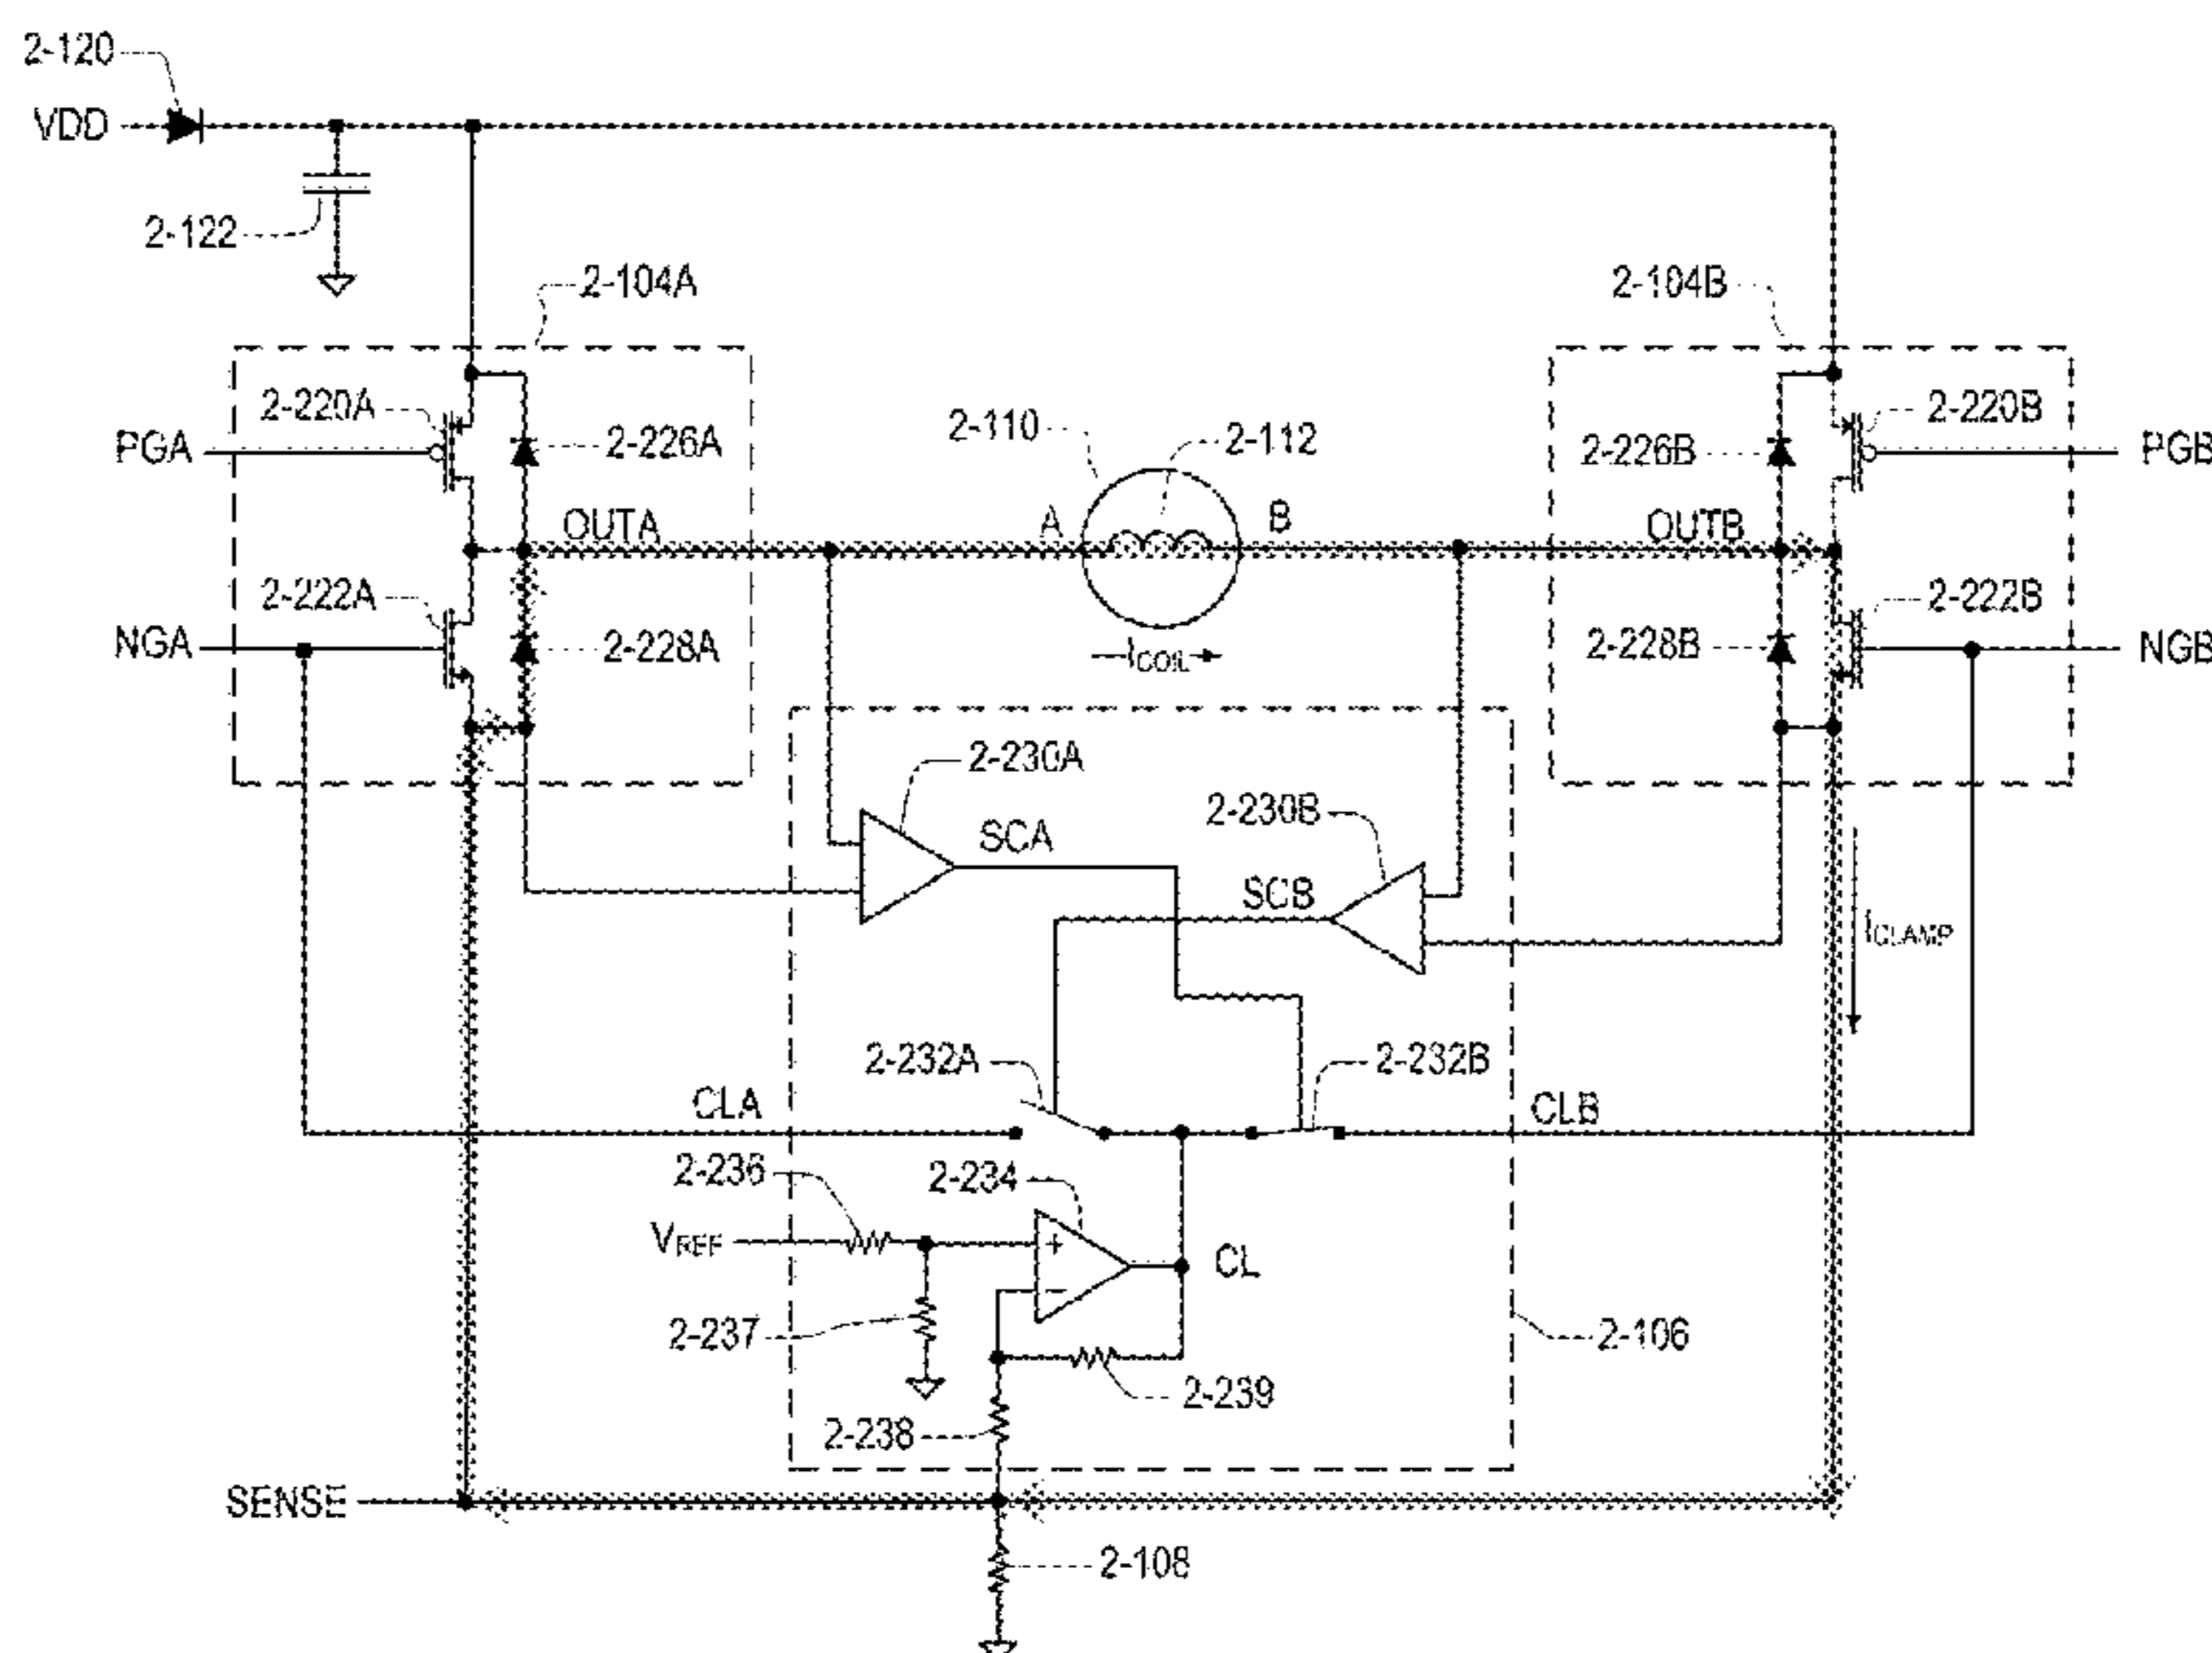 2-120
VDD
2-122
2-104A
2-104B
2-220A
2-226A
2-110
2-112
2-226B
2-220B
PGA
PGB
OUTA
A
B
OUTB
2-222A
2-222B
NGA
2-228A
2-228B
NGB
ICOIL
2-230A
2-230B
SCA
SCB
ICLAMP
2-232A
2-232B
CLA
CLB
2-236
2-234
VREF
+
CL
−
2-237
2-106
2-239
2-238
SENSE
2-108